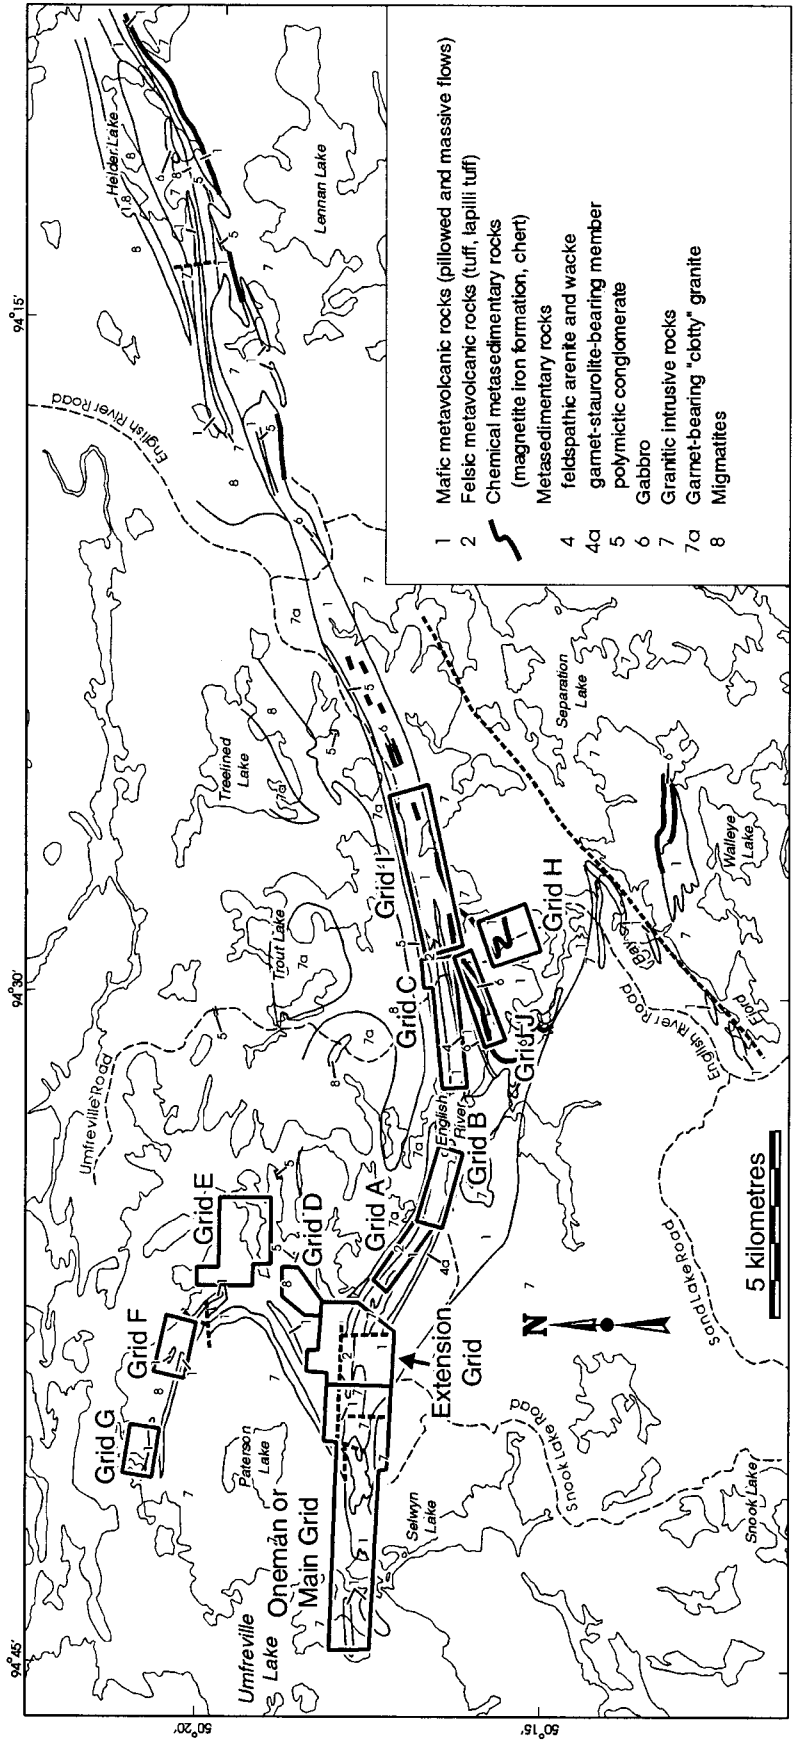 94°45'
94°30'
94°15'
50°20'
50°15'
Helder Lake
Lennan Lake
English River Road
Treelined
Lake
Trout Lake
Umfreville Road
Separation
Lake
Walleye
Lake
Grid I
Grid H
Grid C
Grid J
English
River
Grid B
Grid A
Grid D
Grid E
Grid F
Grid G
Paterson
Lake
Oneman or
Main Grid
Extension
Grid
Umfreville
Lake
Selwyn
Lake
Snook Lake Road
Snook Lake
Sand Lake Road
English River Road
Fjord
Bay
N
5 kilometres
1 Mafic metavolcanic rocks (pillowed and massive flows)
2 Felsic metavolcanic rocks (tuff, lapilli tuff)
Chemical metasedimentary rocks
(magnetite iron formation, chert)
Metasedimentary rocks
4 feldspathic arenite and wacke
4a garnet-staurolite-bearing member
5 polymictic conglomerate
6 Gabbro
7 Granitic intrusive rocks
7a Garnet-bearing "clotty" granite
8 Migmatites